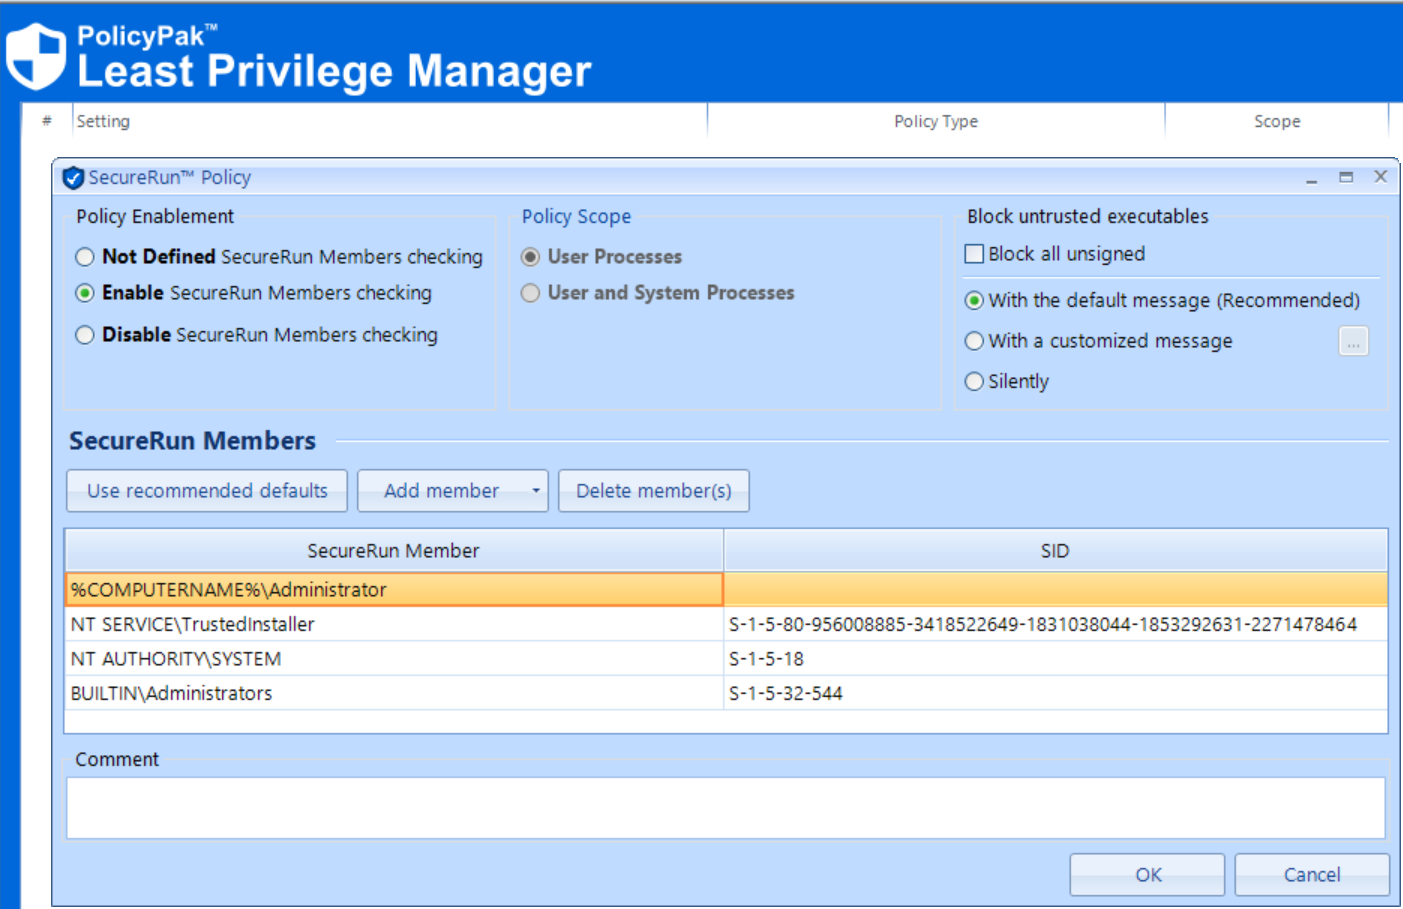 PolicyPak™
Least Privilege Manager
# Setting Policy Type Scope
SecureRun™ Policy
Policy Enablement
Not Defined SecureRun Members checking
Enable SecureRun Members checking
Disable SecureRun Members checking
Policy Scope
User Processes
User and System Processes
Block untrusted executables
Block all unsigned
With the default message (Recommended)
With a customized message
...
Silently
SecureRun Members
Use recommended defaults Add member Delete member(s)
SecureRun Member SID
%COMPUTERNAME%\Administrator
NT SERVICE\TrustedInstaller S-1-5-80-956008885-3418522649-1831038044-1853292631-2271478464
NT AUTHORITY\SYSTEM S-1-5-18
BUILTIN\Administrators S-1-5-32-544
Comment
OK Cancel